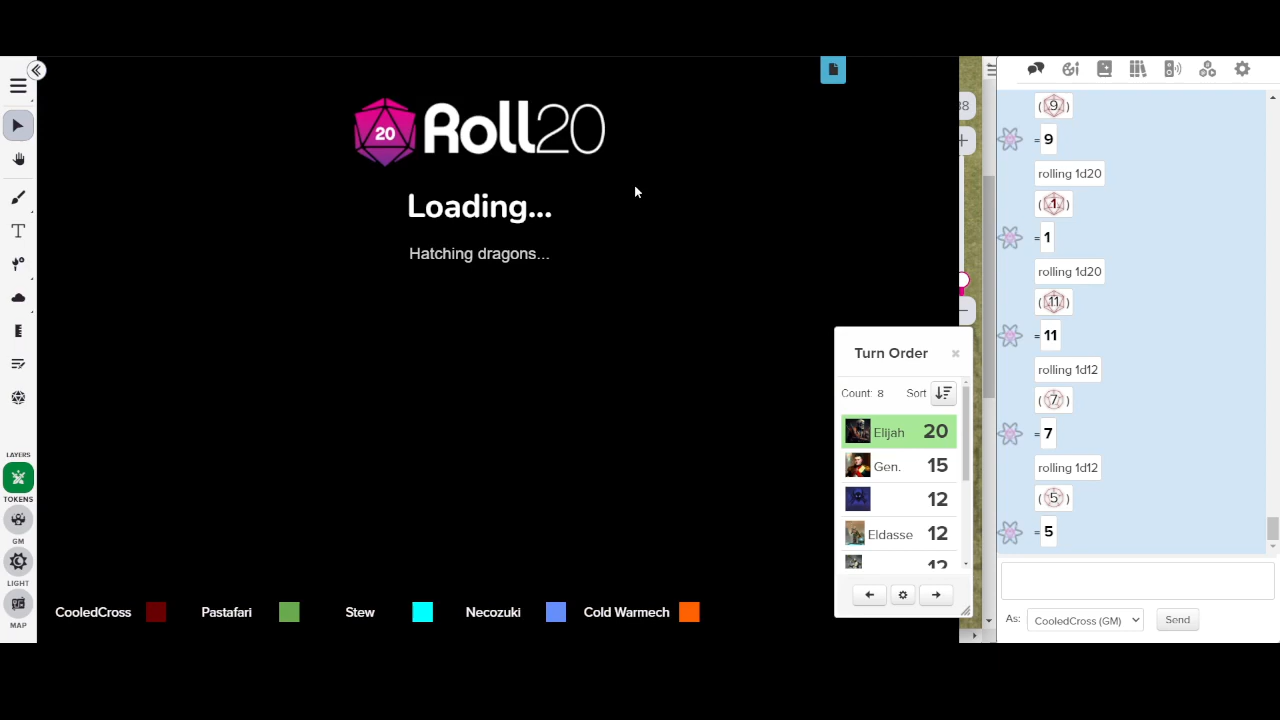 20 Roll20
Loading...
Hatching dragons...
LAYERS
TOKENS
GM
LIGHT
MAP
CooledCross
Pastafari
Stew
Necozuki
Cold Warmech
Turn Order ×
Count: 8 Sort
Elijah 20
Gen. 15
12
Eldasse 12
12
( 9 )
= 9
rolling 1d20
( 1 )
= 1
rolling 1d20
( 11 )
= 11
rolling 1d12
( 7 )
= 7
rolling 1d12
( 5 )
= 5
As: CooledCross (GM) Send